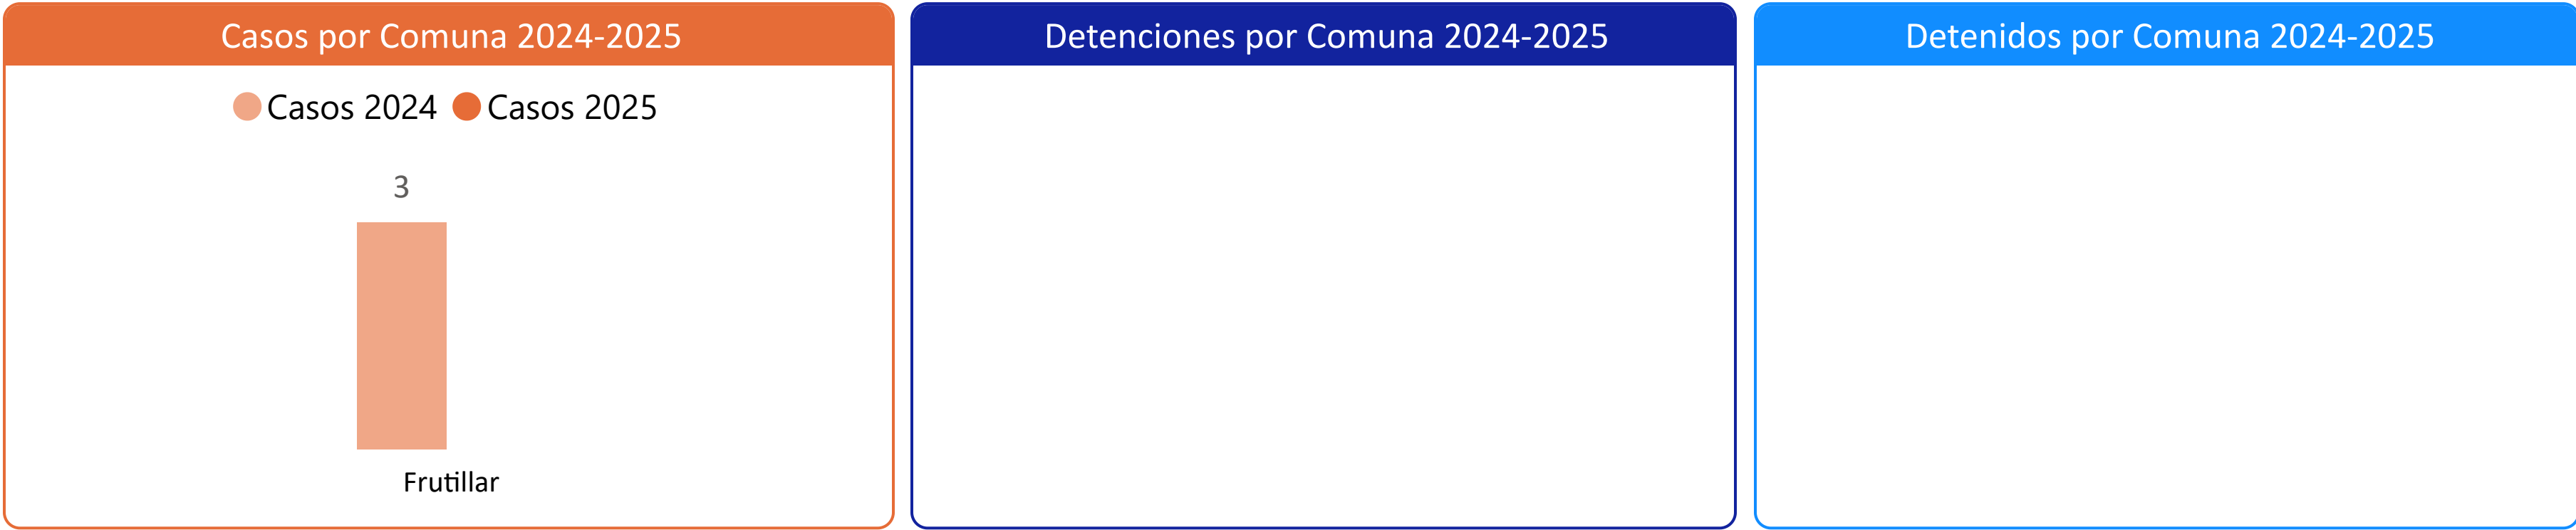 Casos por Comuna 2024-2025
Casos 2024 Casos 2025
3
Frutillar
Detenciones por Comuna 2024-2025
Detenidos por Comuna 2024-2025